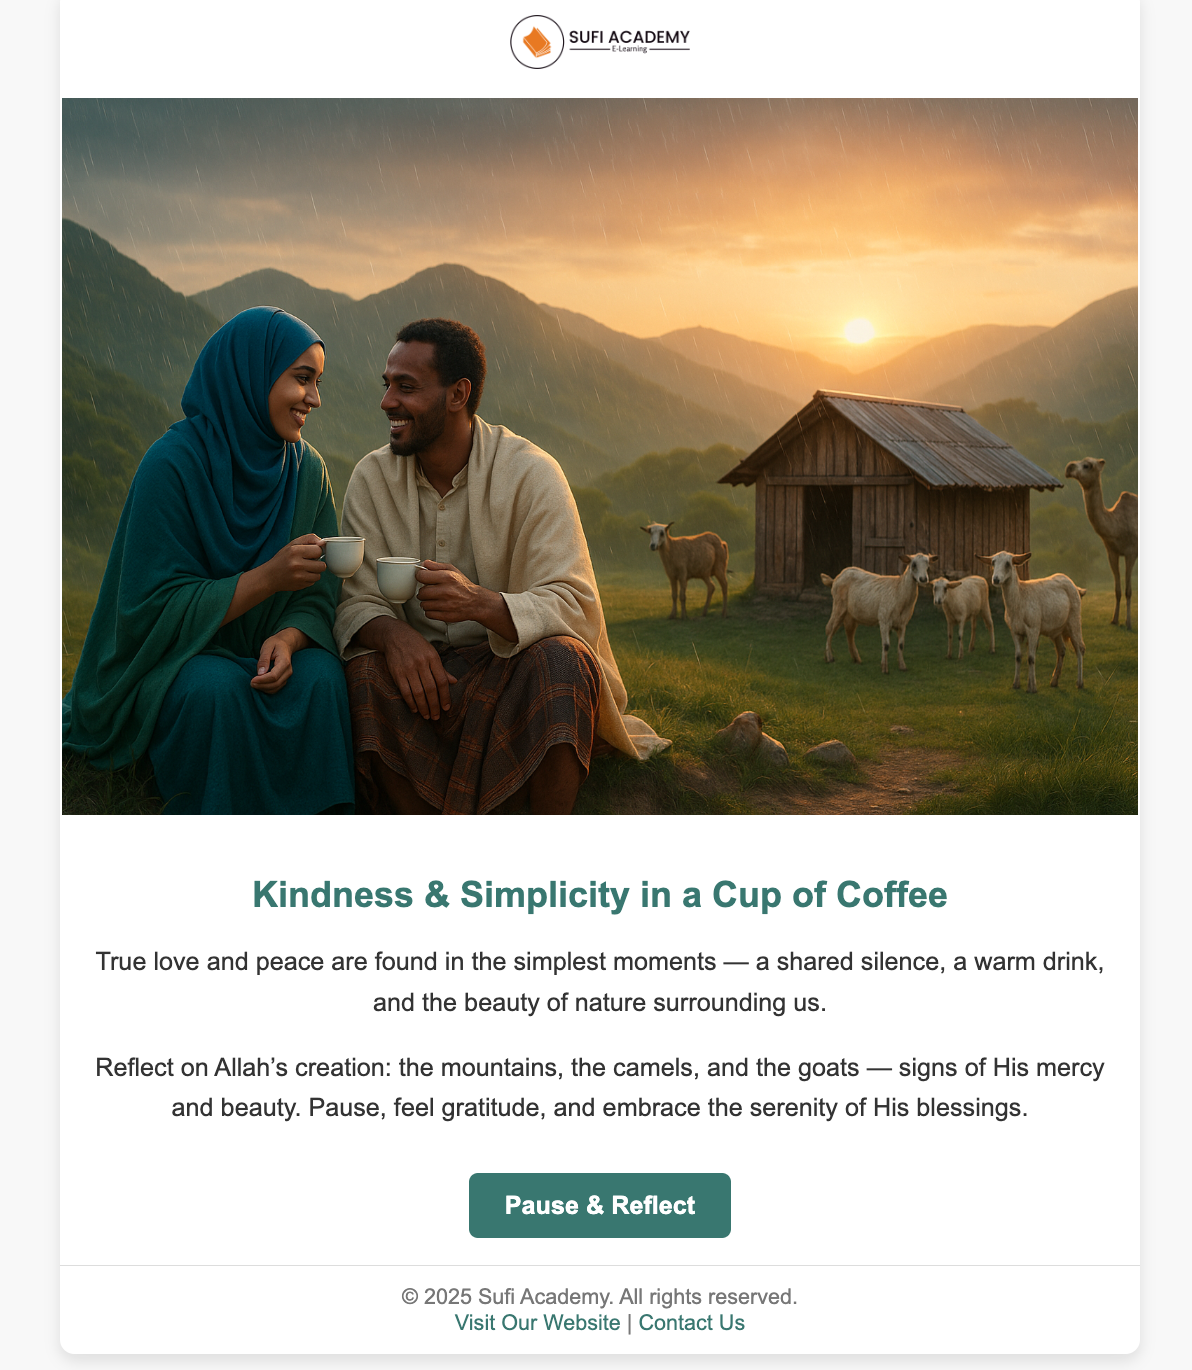 SUFI ACADEMY
E-Learning
Kindness & Simplicity in a Cup of Coffee
True love and peace are found in the simplest moments — a shared silence, a warm drink,
and the beauty of nature surrounding us.
Reflect on Allah’s creation: the mountains, the camels, and the goats — signs of His mercy
and beauty. Pause, feel gratitude, and embrace the serenity of His blessings.
Pause & Reflect
© 2025 Sufi Academy. All rights reserved.
Visit Our Website | Contact Us